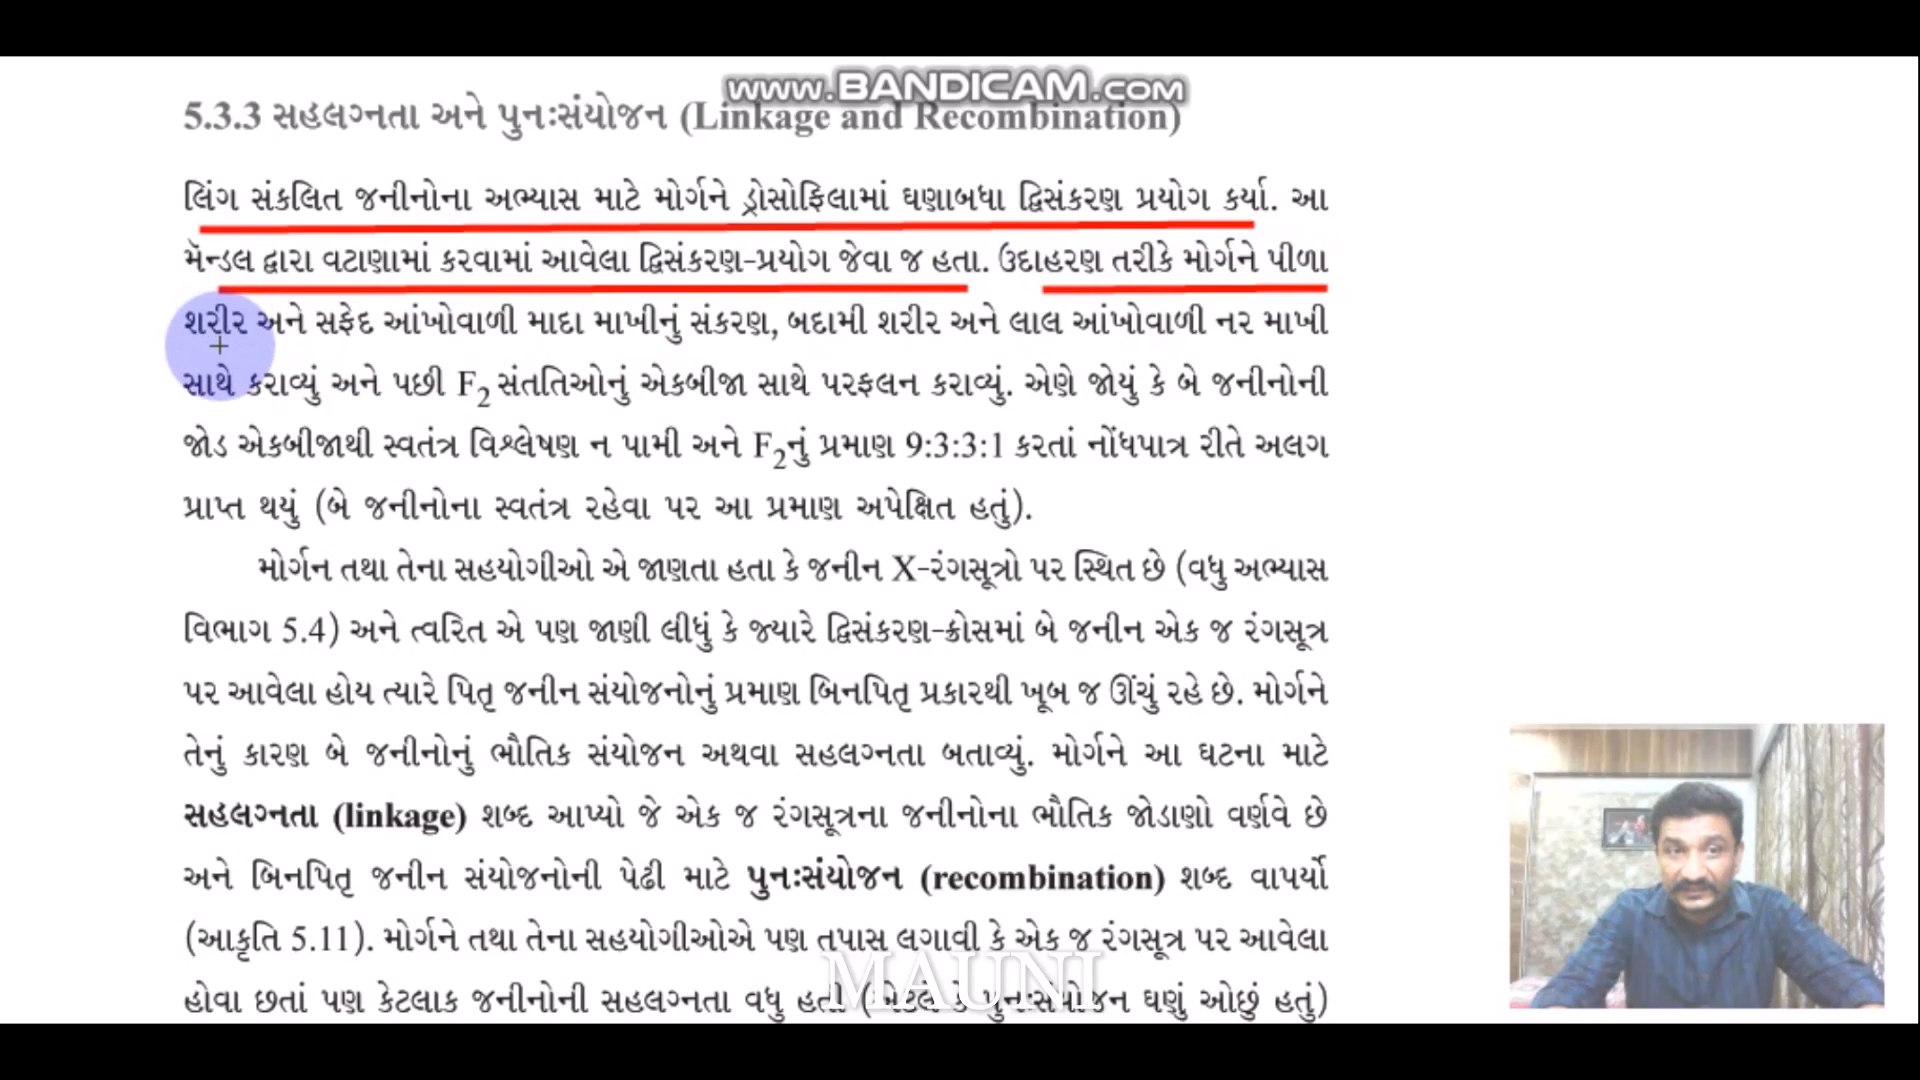 www.BANDICAM.com
5.3.3 સહલગ્નતા અને પુનઃસંયોજન (Linkage and Recombination)
લિંગ સંકલિત જનીનોના અભ્યાસ માટે મોર્ગને ડ્રોસોફિલામાં ઘણાબધા દ્વિસંકરણ પ્રયોગ કર્યા. આ
મૅન્ડલ દ્વારા વટાણામાં કરવામાં આવેલા દ્વિસંકરણ-પ્રયોગ જેવા જ હતા. ઉદાહરણ તરીકે મોર્ગને પીળા
શરીર અને સફેદ આંખોવાળી માદા માખીનું સંકરણ, બદામી શરીર અને લાલ આંખોવાળી નર માખી
સાથે કરાવ્યું અને પછી F2 સંતતિઓનું એકબીજા સાથે પરફલન કરાવ્યું. એણે જોયું કે બે જનીનોની
જોડ એકબીજાથી સ્વતંત્ર વિશ્લેષણ ન પામી અને F2નું પ્રમાણ 9:3:3:1 કરતાં નોંધપાત્ર રીતે અલગ
પ્રાપ્ત થયું (બે જનીનોના સ્વતંત્ર રહેવા પર આ પ્રમાણ અપેક્ષિત હતું).
મોર્ગન તથા તેના સહયોગીઓ એ જાણતા હતા કે જનીન X-રંગસૂત્રો પર સ્થિત છે (વધુ અભ્યાસ
વિભાગ 5.4) અને ત્વરિત એ પણ જાણી લીધું કે જ્યારે દ્વિસંકરણ-ક્રોસમાં બે જનીન એક જ રંગસૂત્ર
પર આવેલા હોય ત્યારે પિતૃ જનીન સંયોજનોનું પ્રમાણ બિનપિતૃ પ્રકારથી ખૂબ જ ઊંચું રહે છે. મોર્ગને
તેનું કારણ બે જનીનોનું ભૌતિક સંયોજન અથવા સહલગ્નતા બતાવ્યું. મોર્ગને આ ઘટના માટે
સહલગ્નતા (linkage) શબ્દ આપ્યો જે એક જ રંગસૂત્રના જનીનોના ભૌતિક જોડાણો વર્ણવે છે
અને બિનપિતૃ જનીન સંયોજનોની પેઢી માટે પુનઃસંયોજન (recombination) શબ્દ વાપર્યો
(આકૃતિ 5.11). મોર્ગને તથા તેના સહયોગીઓએ પણ તપાસ લગાવી કે એક જ રંગસૂત્ર પર આવેલા
હોવા છતાં પણ કેટલાક જનીનોની સહલગ્નતા વધુ હતી (એટલે કે પુનઃસંયોજન ઘણું ઓછું હતું)
MAUNI